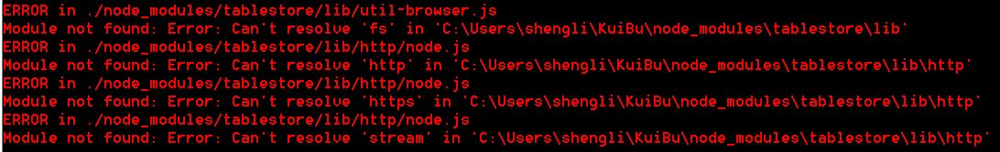 ERROR in ./node_modules/tablestore/lib/util-browser.js
Module not found: Error: Can't resolve 'fs' in 'C:\Users\shengli\KuiBu\node_modules\tablestore\lib'
ERROR in ./node_modules/tablestore/lib/http/node.js
Module not found: Error: Can't resolve 'http' in 'C:\Users\shengli\KuiBu\node_modules\tablestore\lib\http'
ERROR in ./node_modules/tablestore/lib/http/node.js
Module not found: Error: Can't resolve 'https' in 'C:\Users\shengli\KuiBu\node_modules\tablestore\lib\http'
ERROR in ./node_modules/tablestore/lib/http/node.js
Module not found: Error: Can't resolve 'stream' in 'C:\Users\shengli\KuiBu\node_modules\tablestore\lib\http'